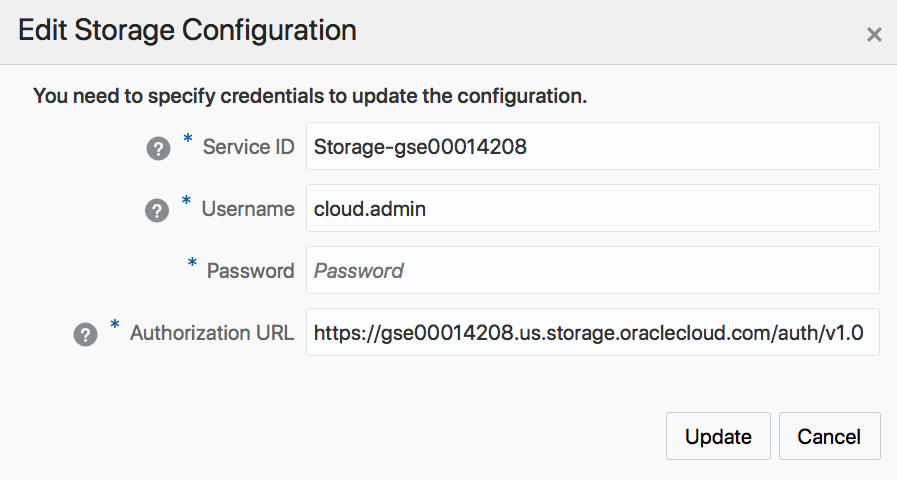 Edit Storage Configuration ×
You need to specify credentials to update the configuration.
? * Service ID Storage-gse00014208
? * Username cloud.admin
* Password Password
? * Authorization URL https://gse00014208.us.storage.oraclecloud.com/auth/v1.0
Update Cancel